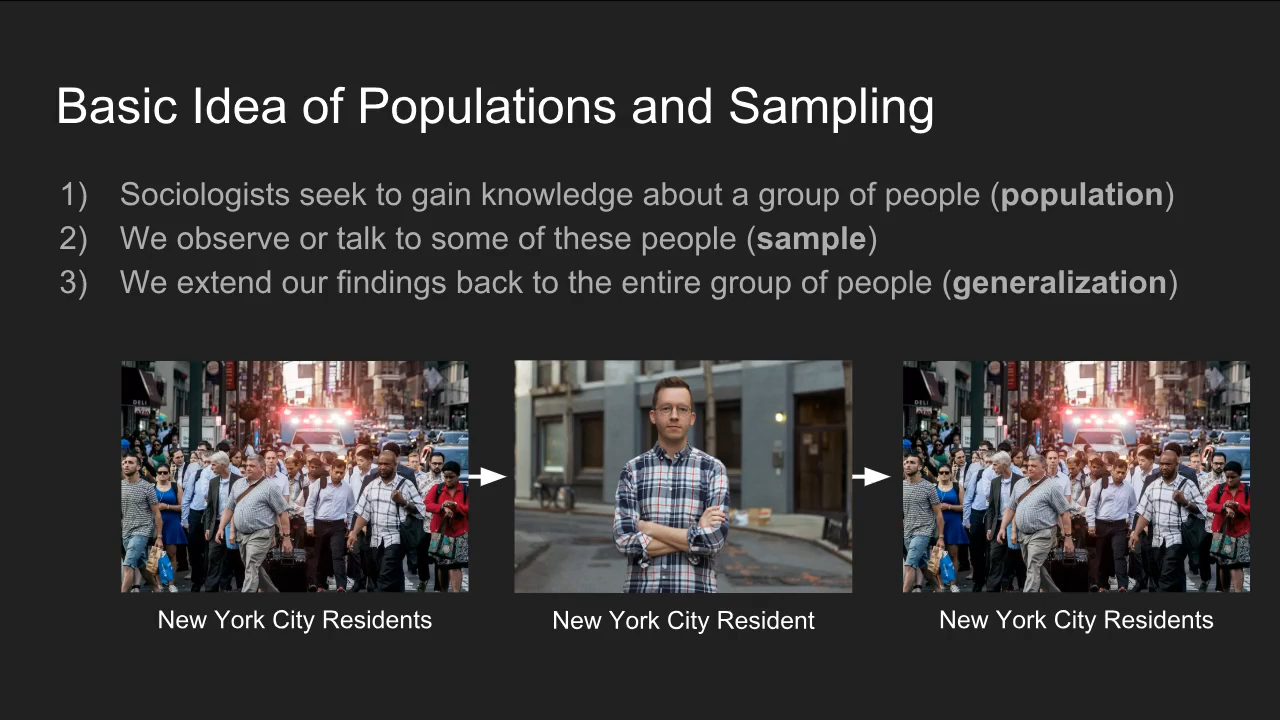 Basic Idea of Populations and Sampling
1) Sociologists seek to gain knowledge about a group of people (population)
2) We observe or talk to some of these people (sample)
3) We extend our findings back to the entire group of people (generalization)
DELI
DELI
New York City Residents
New York City Resident
New York City Residents